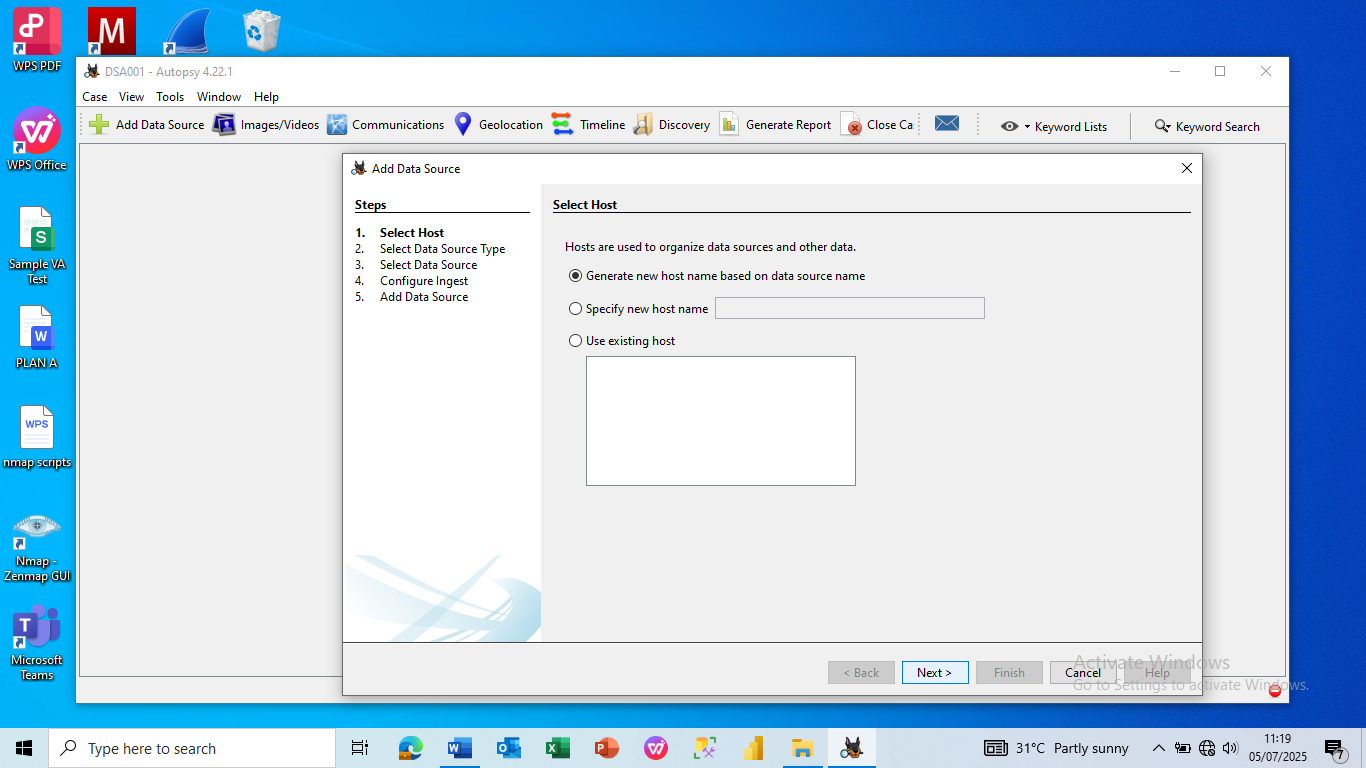 WPS PDF
WPS Office
Sample VA
Test
S
PLAN A
W
WPS
nmap scripts
Nmap -
Zenmap GUI
Microsoft
Teams
DSA001 - Autopsy 4.22.1
Case View Tools Window Help
Add Data Source Images/Videos Communications Geolocation Timeline Discovery Generate Report Close Ca Keyword Lists Keyword Search
Add Data Source
Steps
1. Select Host
2. Select Data Source Type
3. Select Data Source
4. Configure Ingest
5. Add Data Source
Select Host
Hosts are used to organize data sources and other data.
Generate new host name based on data source name
Specify new host name
Use existing host
< Back Next > Finish Cancel Help
Activate Windows
Go to Settings to activate Windows.
Type here to search
31°C Partly sunny
11:19
05/07/2025
7